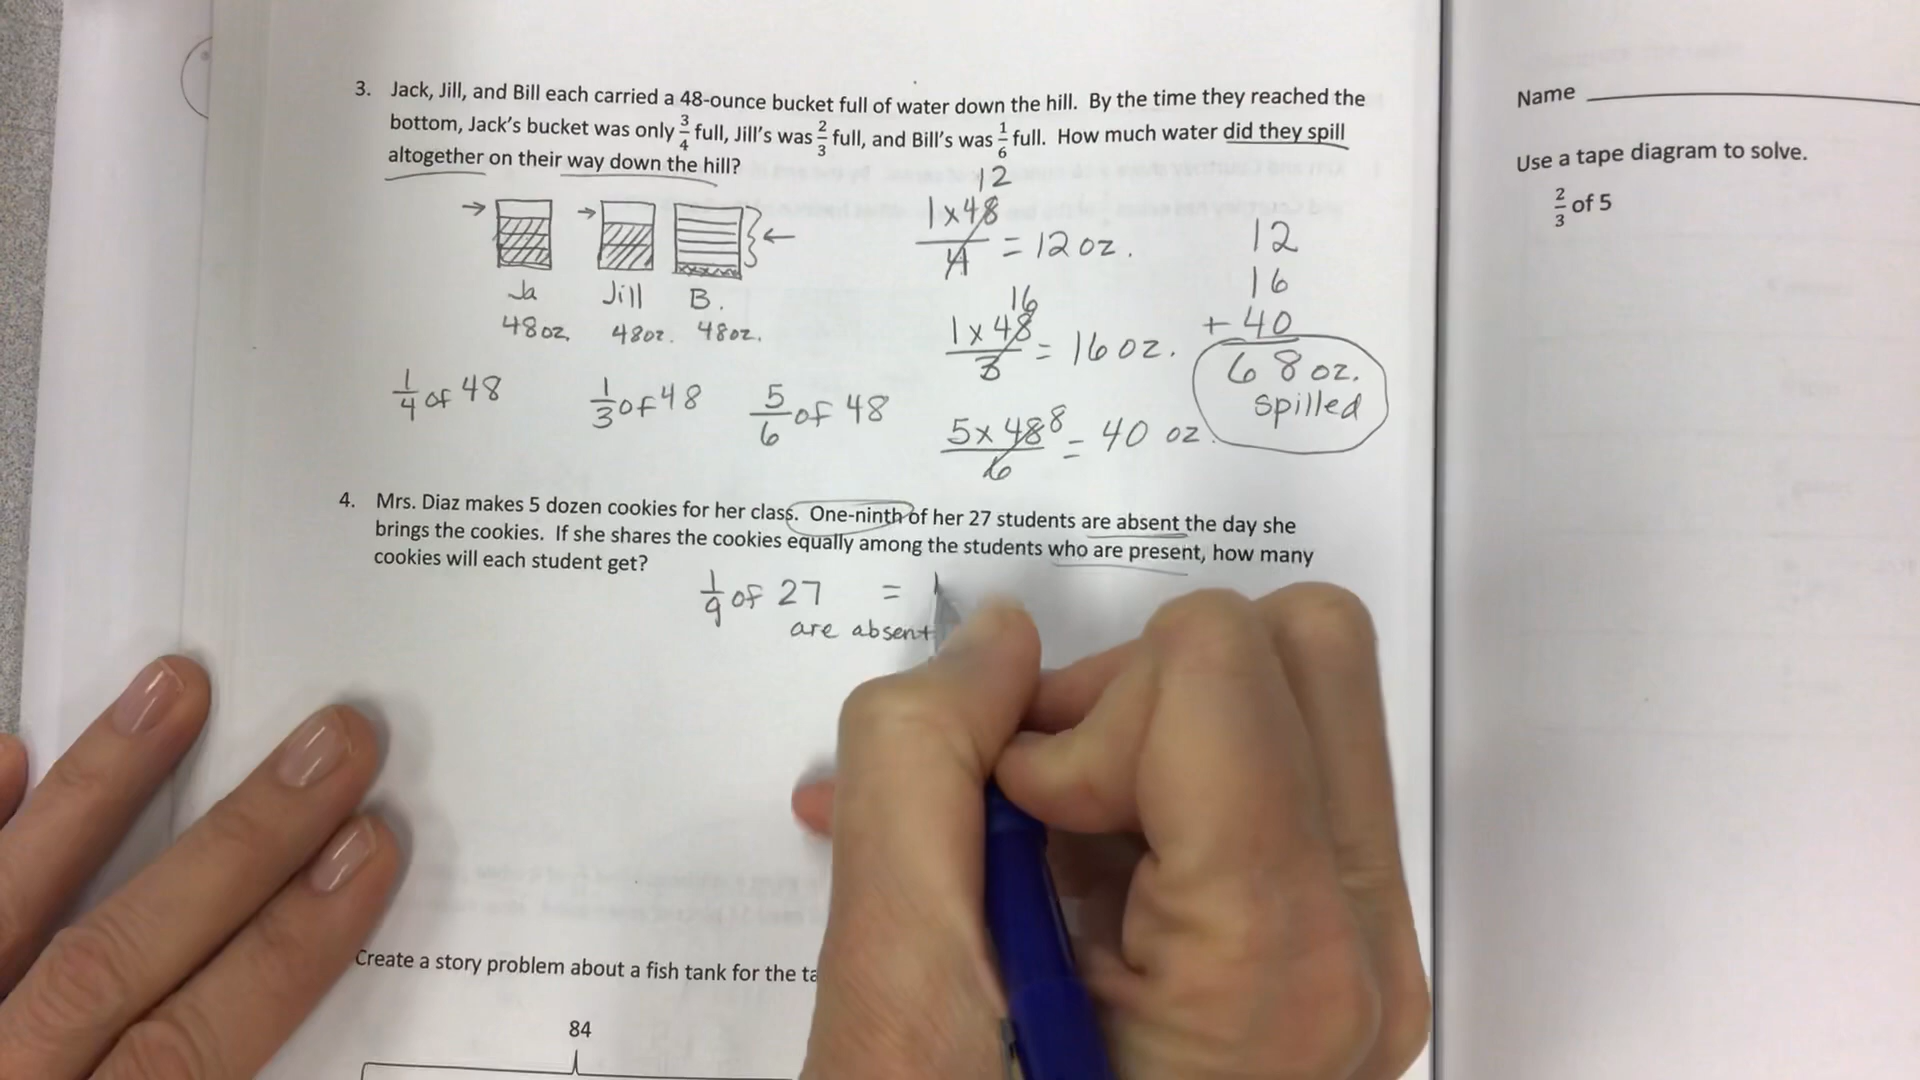 3. Jack, Jill, and Bill each carried a 48-ounce bucket full of water down the hill. By the time they reached the
bottom, Jack's bucket was only 3/4 full, Jill's was 2/3 full, and Bill's was 1/6 full. How much water did they spill
altogether on their way down the hill?
Ja Jill B.
48oz. 48oz. 48oz.
1/4 of 48 1/3 of 48 5/6 of 48
12
1 x 48
4
= 12 oz.
16
1 x 48
3
= 16 oz.
5 x 48 8
6
= 40 oz.
12
16
+ 40
68 oz.
spilled
4. Mrs. Diaz makes 5 dozen cookies for her class. One-ninth of her 27 students are absent the day she
brings the cookies. If she shares the cookies equally among the students who are present, how many
cookies will each student get?
1/9 of 27 =
are absent
Create a story problem about a fish tank for the
84
Name
Use a tape diagram to solve.
2/3 of 5